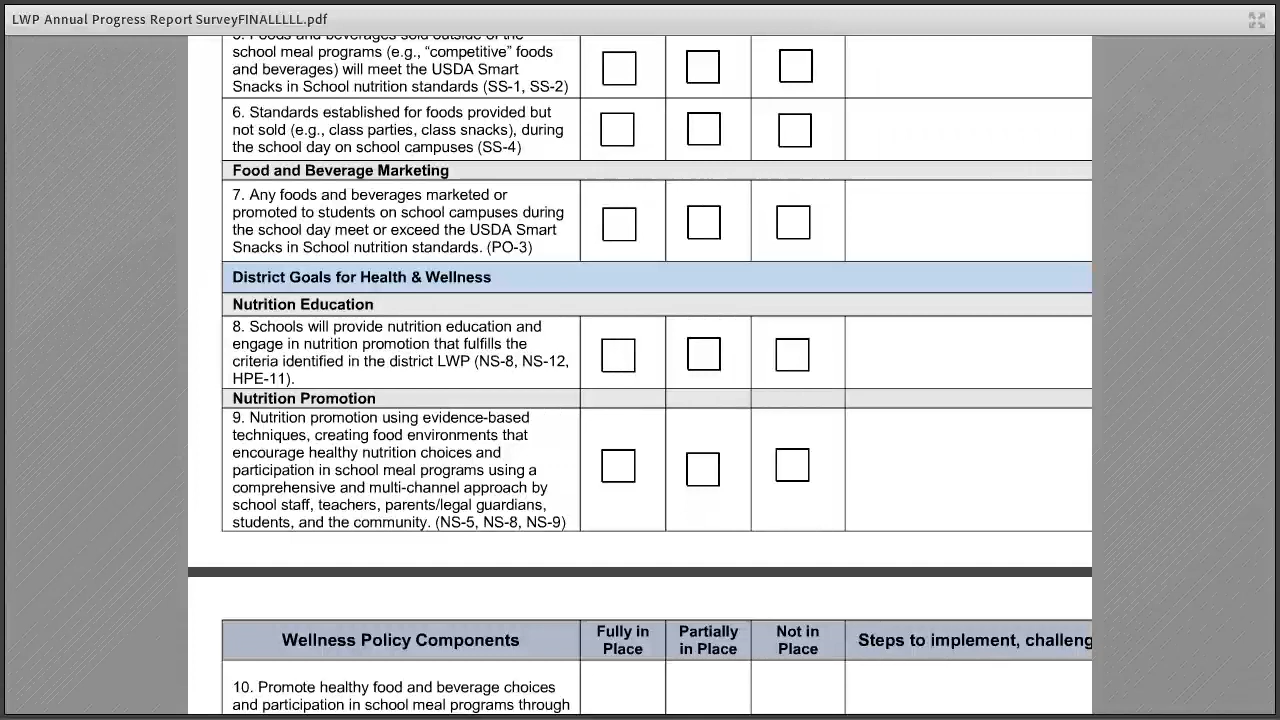 LWP Annual Progress Report SurveyFINALLLLL.pdf
5. Foods and beverages sold outside of the
school meal programs (e.g., “competitive” foods
and beverages) will meet the USDA Smart
Snacks in School nutrition standards (SS-1, SS-2)
6. Standards established for foods provided but
not sold (e.g., class parties, class snacks), during
the school day on school campuses (SS-4)
Food and Beverage Marketing
7. Any foods and beverages marketed or
promoted to students on school campuses during
the school day meet or exceed the USDA Smart
Snacks in School nutrition standards. (PO-3)
District Goals for Health & Wellness
Nutrition Education
8. Schools will provide nutrition education and
engage in nutrition promotion that fulfills the
criteria identified in the district LWP (NS-8, NS-12,
HPE-11).
Nutrition Promotion
9. Nutrition promotion using evidence-based
techniques, creating food environments that
encourage healthy nutrition choices and
participation in school meal programs using a
comprehensive and multi-channel approach by
school staff, teachers, parents/legal guardians,
students, and the community. (NS-5, NS-8, NS-9)
Wellness Policy Components
Fully in
Place
Partially
in Place
Not in
Place
Steps to implement, challeng
10. Promote healthy food and beverage choices
and participation in school meal programs through